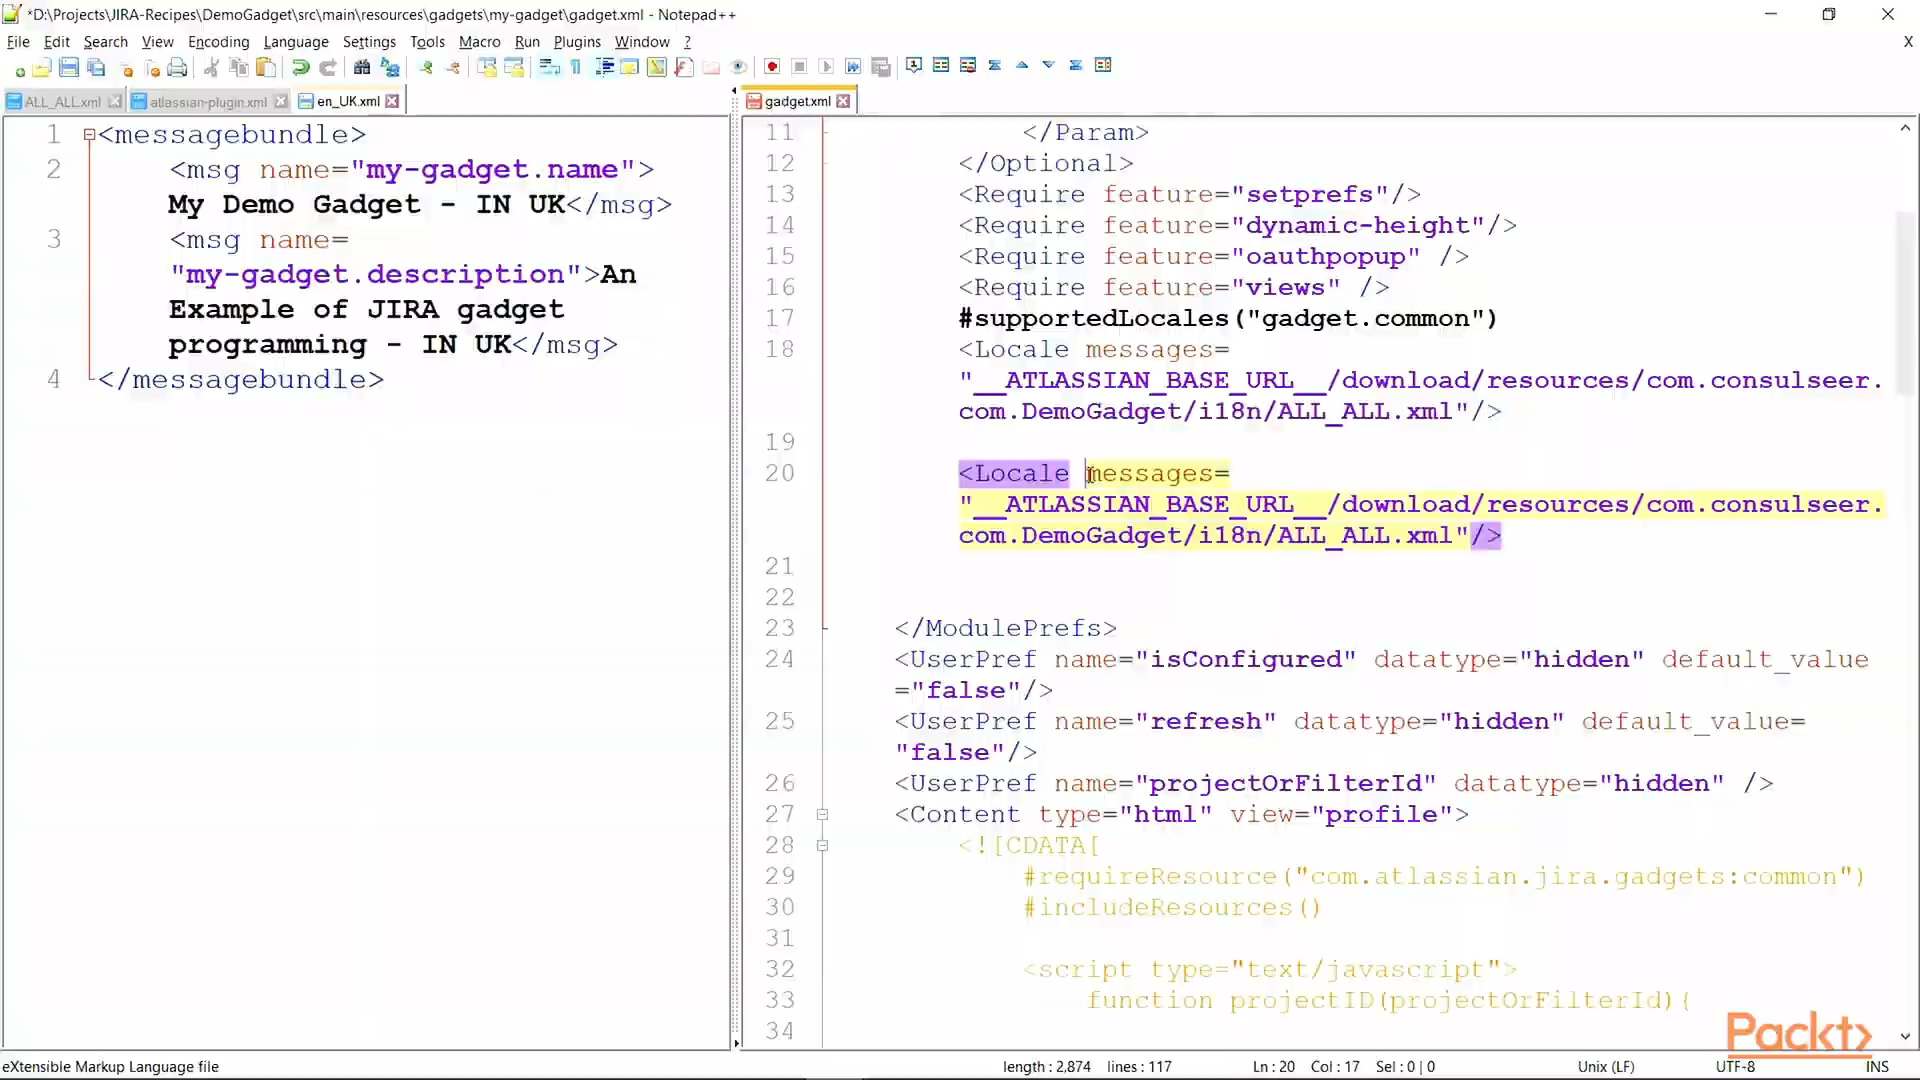 *D:\Projects\JIRA-Recipes\DemoGadget\src\main\resources\gadgets\my-gadget\gadget.xml - Notepad++
File Edit Search View Encoding Language Settings Tools Macro Run Plugins Window ? X
ALL_ALL.xml atlassian-plugin.xml en_UK.xml
1 <messagebundle>
2 <msg name="my-gadget.name">
My Demo Gadget - IN UK</msg>
3 <msg name=
"my-gadget.description">An
Example of JIRA gadget
programming - IN UK</msg>
4 </messagebundle>
gadget.xml
11 </Param>
12 </Optional>
13 <Require feature="setprefs"/>
14 <Require feature="dynamic-height"/>
15 <Require feature="oauthpopup" />
16 <Require feature="views" />
17 #supportedLocales("gadget.common")
18 <Locale messages=
"__ATLASSIAN_BASE_URL__/download/resources/com.consulseer.
com.DemoGadget/i18n/ALL_ALL.xml"/>
19
20 <Locale messages=
"__ATLASSIAN_BASE_URL__/download/resources/com.consulseer.
com.DemoGadget/i18n/ALL_ALL.xml"/>
21
22
23 </ModulePrefs>
24 <UserPref name="isConfigured" datatype="hidden" default_value
="false"/>
25 <UserPref name="refresh" datatype="hidden" default_value=
"false"/>
26 <UserPref name="projectOrFilterId" datatype="hidden" />
27 <Content type="html" view="profile">
28 <![CDATA[
29 #requireResource("com.atlassian.jira.gadgets:common")
30 #includeResources()
31
32 <script type="text/javascript">
33 function projectID(projectOrFilterId){
34
Packt>
eXtensible Markup Language file length : 2,874 lines : 117 Ln : 20 Col : 17 Sel : 0 | 0 Unix (LF) UTF-8 INS